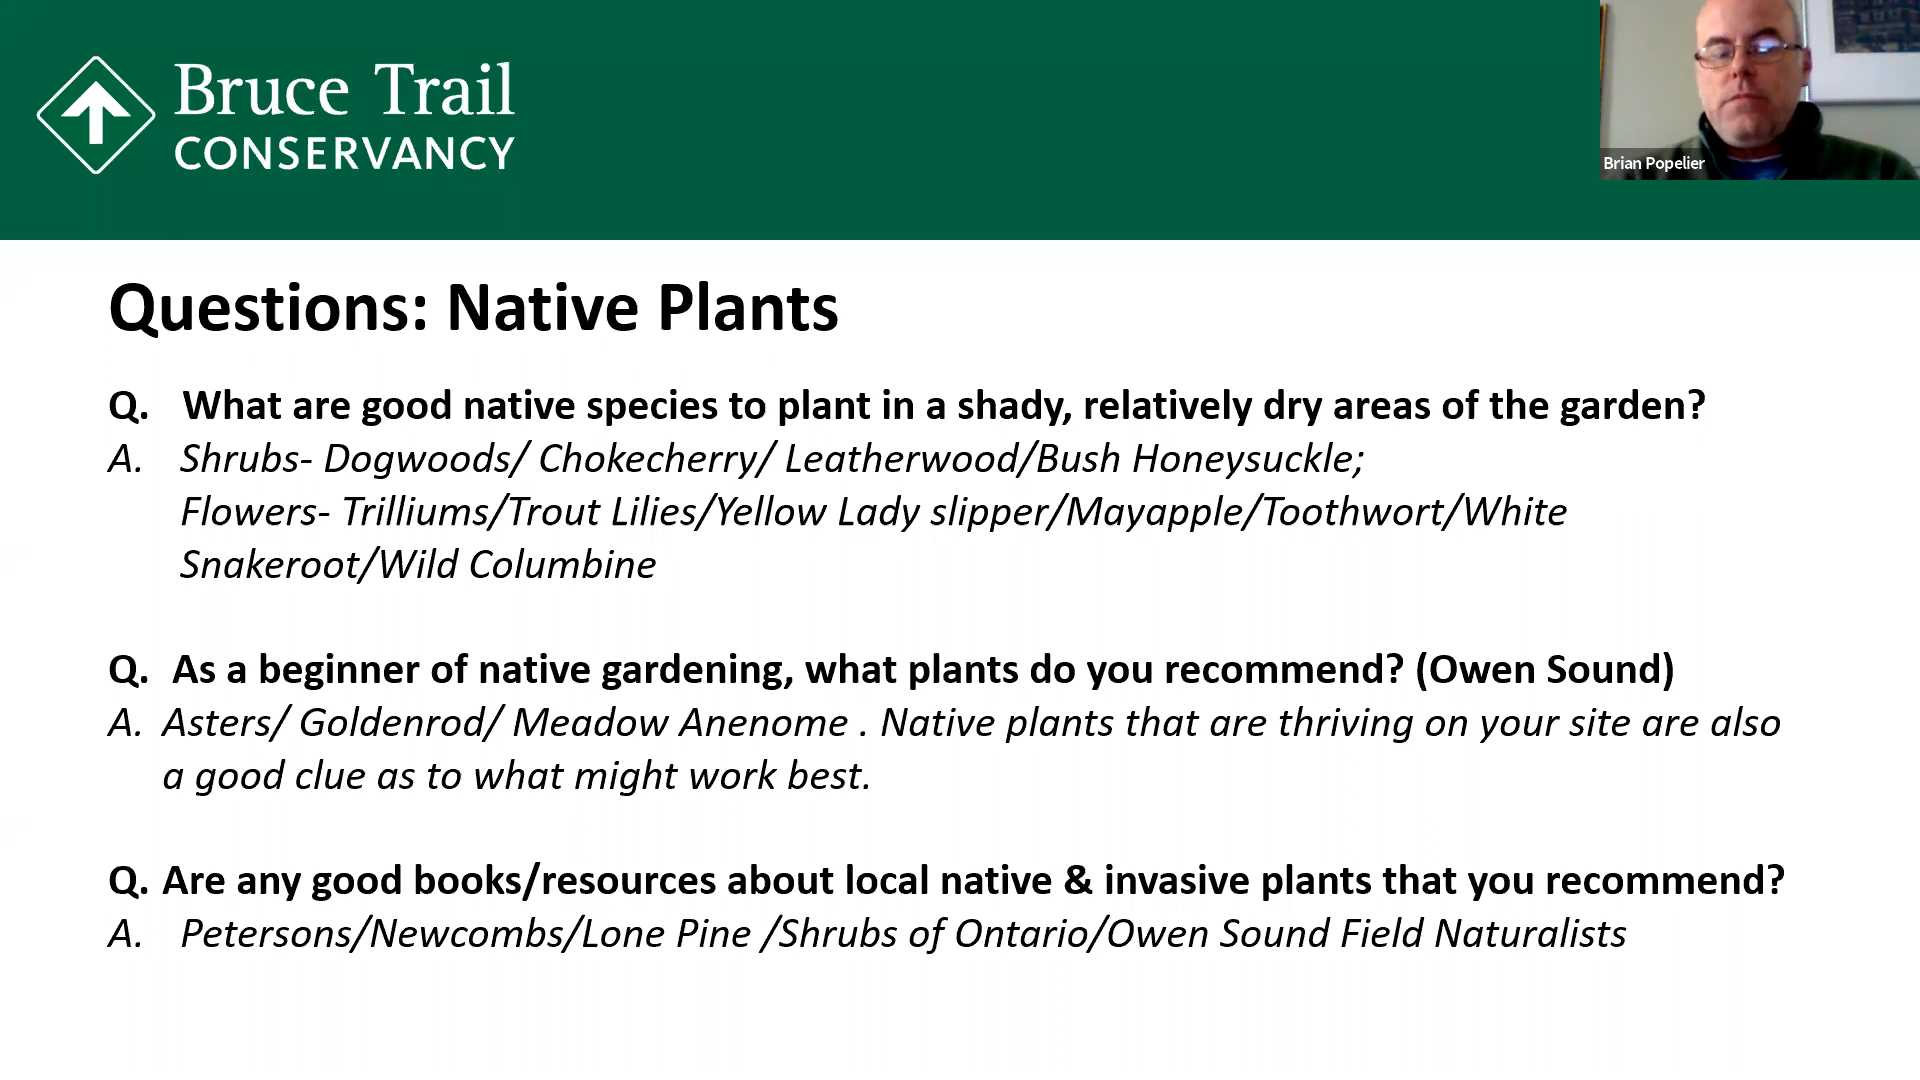 Bruce Trail
CONSERVANCY
Brian Popelier
Questions: Native Plants
Q. What are good native species to plant in a shady, relatively dry areas of the garden?
A. Shrubs- Dogwoods/ Chokecherry/ Leatherwood/Bush Honeysuckle;
Flowers- Trilliums/Trout Lilies/Yellow Lady slipper/Mayapple/Toothwort/White
Snakeroot/Wild Columbine
Q. As a beginner of native gardening, what plants do you recommend? (Owen Sound)
A. Asters/ Goldenrod/ Meadow Anenome . Native plants that are thriving on your site are also
a good clue as to what might work best.
Q. Are any good books/resources about local native & invasive plants that you recommend?
A. Petersons/Newcombs/Lone Pine /Shrubs of Ontario/Owen Sound Field Naturalists